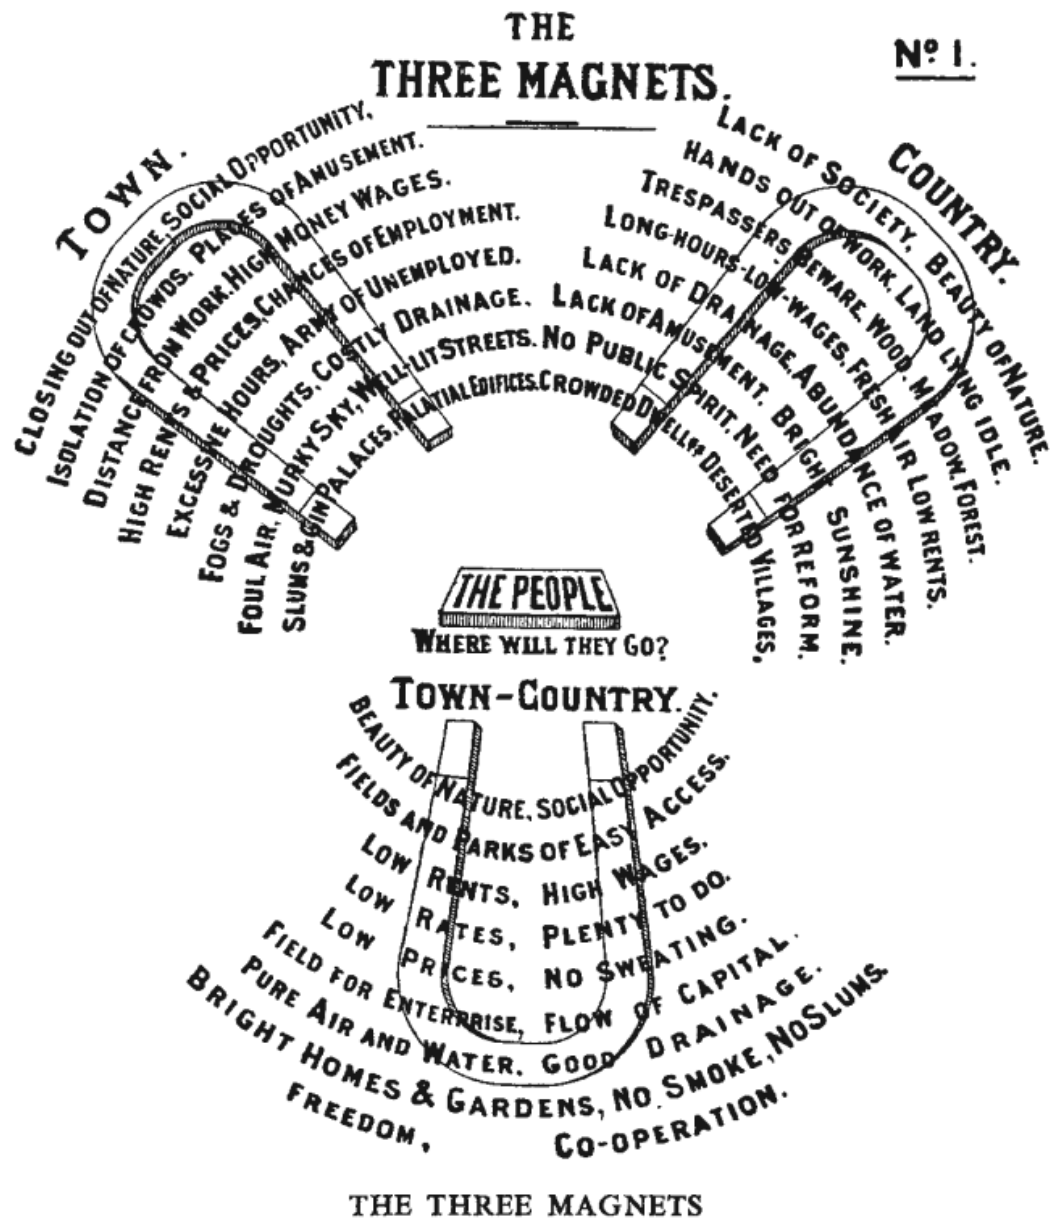 THE
THREE MAGNETS.
Nº 1.
TOWN.
CLOSING OUT OF NATURE. SOCIAL OPPORTUNITY.
ISOLATION OF CROWDS. PLACES OF AMUSEMENT.
DISTANCE FROM WORK. HIGH MONEY WAGES.
HIGH RENTS & PRICES. CHANCES OF EMPLOYMENT.
EXCESSIVE HOURS, ARMY OF UNEMPLOYED.
FOGS & DROUGHTS. COSTLY DRAINAGE.
FOUL AIR. MURKY SKY, WELL-LIT STREETS.
SLUMS & GIN PALACES. PALATIAL EDIFICES.
COUNTRY.
LACK OF SOCIETY. BEAUTY OF NATURE.
HANDS OUT OF WORK. LAND LYING IDLE.
TRESPASSERS BEWARE. WOOD, MEADOW, FOREST.
LONG-HOURS-LOW-WAGES, FRESH AIR LOW RENTS.
LACK OF DRAINAGE. ABUNDANCE OF WATER.
LACK OF AMUSEMENT. BRIGHT SUNSHINE.
NO PUBLIC SPIRIT, NEED FOR REFORM.
CROWDED DWELLGS DESERTED VILLAGES,
THE PEOPLE
WHERE WILL THEY GO?
TOWN-COUNTRY.
BEAUTY OF NATURE, SOCIAL OPPORTUNITY.
FIELDS AND PARKS OF EASY ACCESS.
LOW RENTS, HIGH WAGES.
LOW RATES, PLENTY TO DO.
LOW PRICES, NO SWEATING.
FIELD FOR ENTERPRISE, FLOW OF CAPITAL.
PURE AIR AND WATER. GOOD DRAINAGE.
BRIGHT HOMES & GARDENS, NO SMOKE, NO SLUMS.
FREEDOM, CO-OPERATION.
THE THREE MAGNETS